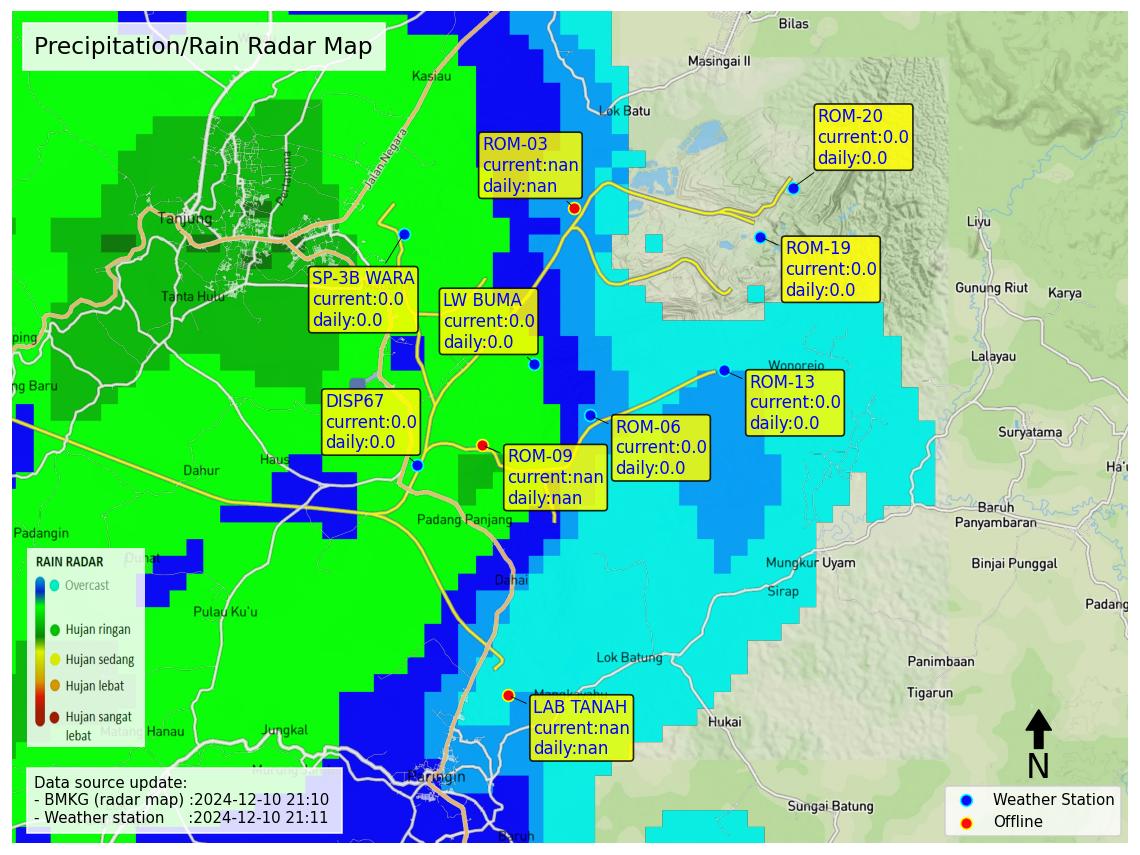 Precipitation/Rain Radar Map
Bilas
Masingai II
Kasiau
Lok Batu
ROM-20
current:0.0
daily:0.0
ROM-03
current:nan
daily:nan
Jalan Negara
Pertamina
Tanjung
Liyu
ROM-19
current:0.0
daily:0.0
SP-3B WARA
current:0.0
daily:0.0
LW BUMA
current:0.0
daily:0.0
Tanta Hulu
Gunung Riut
Karya
ping
Lalayau
Wonorejo
ng Baru
ROM-13
current:0.0
daily:0.0
DISP67
current:0.0
daily:0.0
ROM-06
current:0.0
daily:0.0
Suryatama
ROM-09
current:nan
daily:nan
Haus
Dahur
Ha'u
Padang Panjang
Baruh
Panyambaran
Padangin
Mungkur Uyam
Binjai Punggal
Dahai
Sirap
Padang
Pulau Ku'u
RAIN RADAR
Overcast
Hujan ringan
Hujan sedang
Hujan lebat
Hujan sangat
lebat
Lok Batung
Panimbaan
Tigarun
LAB TANAH
current:nan
daily:nan
Hukai
Jungkal
Paringin
Sungai Batung
Baruh
N
Data source update:
- BMKG (radar map) :2024-12-10 21:10
- Weather station :2024-12-10 21:11
Weather Station
Offline